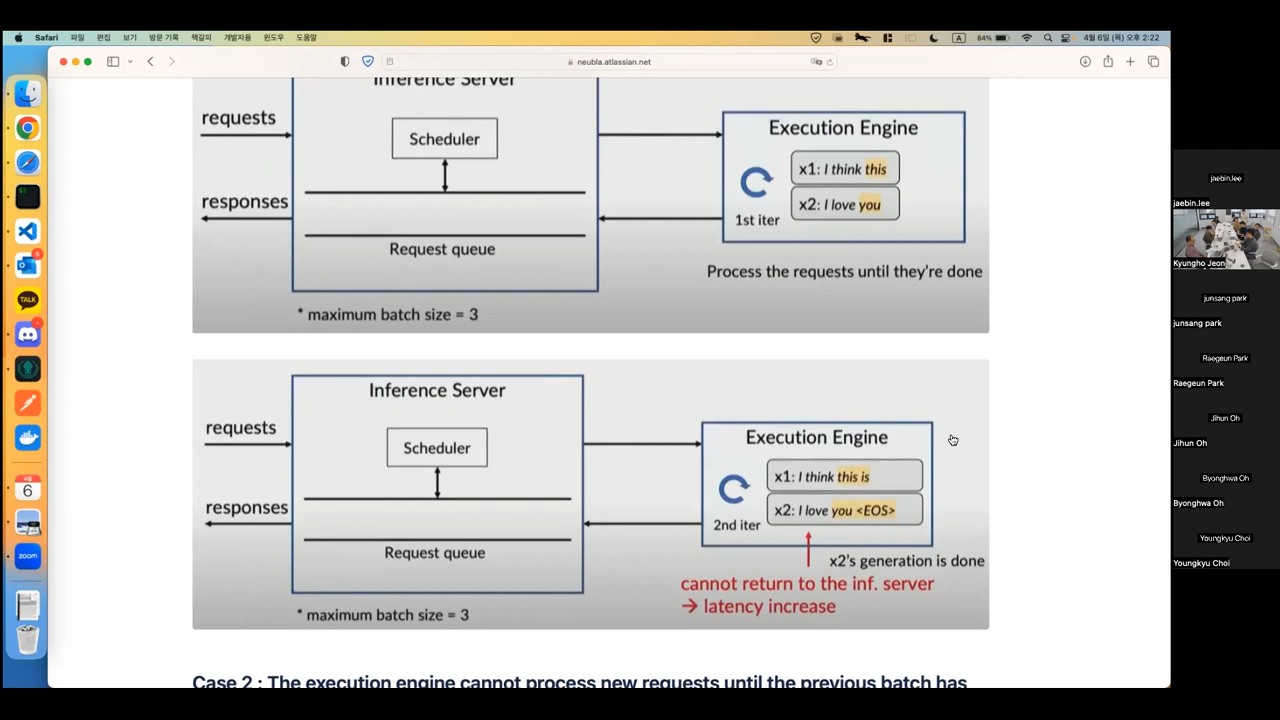 Safari 파일 편집 보기 방문 기록 책갈피 개발자용 윈도우 도움말
A 84% 4월 6일 (목) 오후 2:22
neubla.atlassian.net
Inference Server
requests
Scheduler
responses
Request queue
* maximum batch size = 3
Execution Engine
x1: I think this
x2: I love you
1st iter
Process the requests until they're done
Inference Server
requests
Scheduler
responses
Request queue
* maximum batch size = 3
Execution Engine
x1: I think this is
x2: I love you <EOS>
2nd iter
x2's generation is done
cannot return to the inf. server
→ latency increase
Case 2 : The execution engine cannot process new requests until the previous batch has
TALK
6
zoom
jaebin.lee
jaebin.lee
Kyungho Jeon
junsang park
junsang park
Raegeun Park
Raegeun Park
Jihun Oh
Jihun Oh
Byonghwa Oh
Byonghwa Oh
Youngkyu Choi
Youngkyu Choi